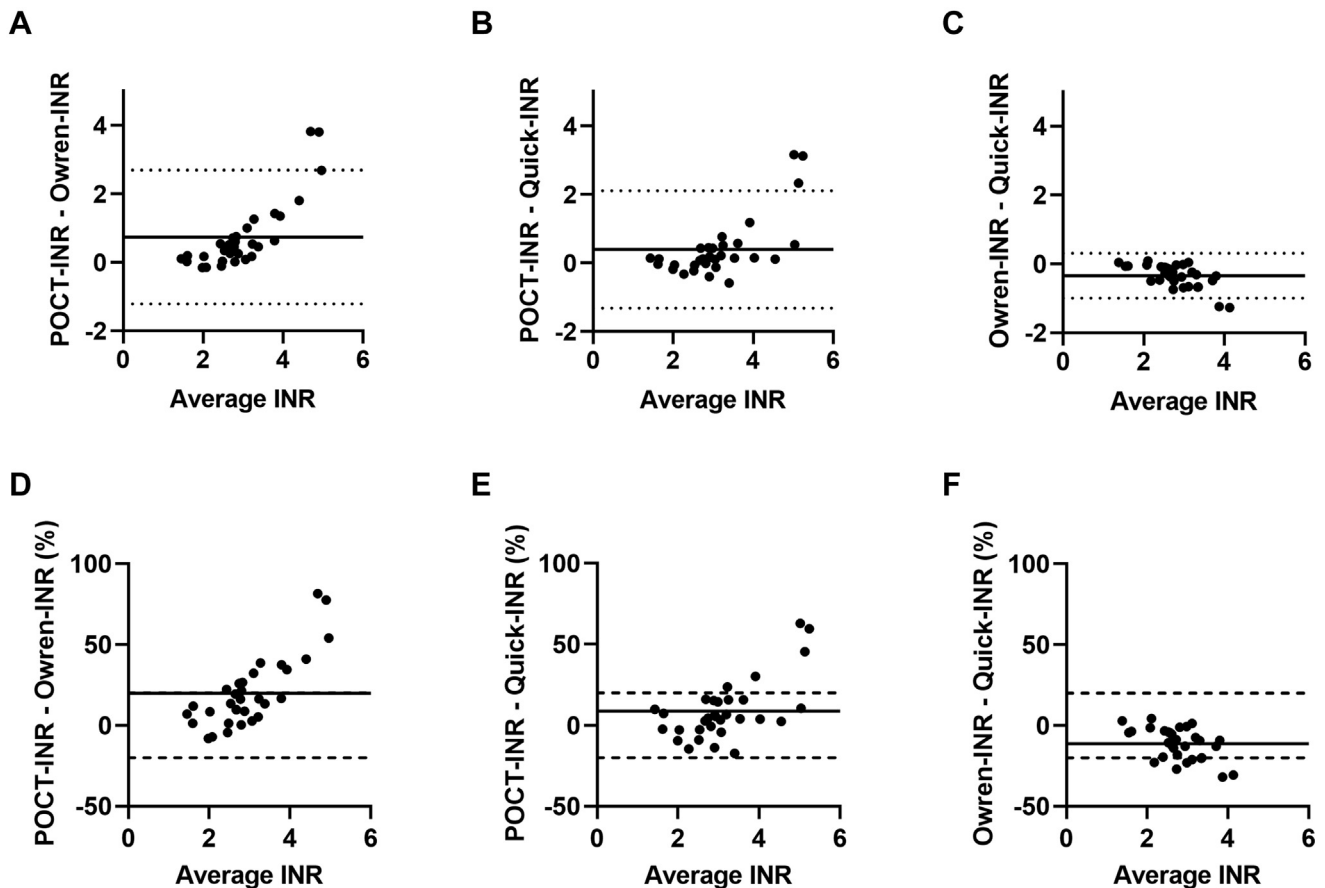 A
POCT-INR - Owren-INR
4
2
0
-2
0 2 4 6
Average INR
B
POCT-INR - Quick-INR
4
2
0
-2
0 2 4 6
Average INR
C
Owren-INR - Quick-INR
4
2
0
-2
0 2 4 6
Average INR
D
POCT-INR - Owren-INR (%)
100
50
0
-50
0 2 4 6
Average INR
E
POCT-INR - Quick-INR (%)
100
50
0
-50
0 2 4 6
Average INR
F
Owren-INR - Quick-INR (%)
100
50
0
-50
0 2 4 6
Average INR